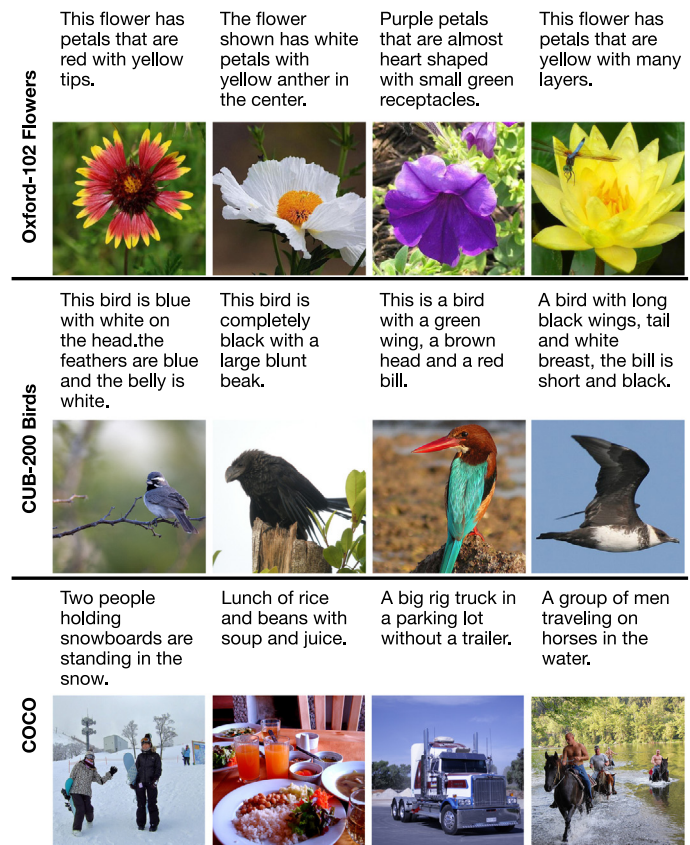 This flower has
petals that are
red with yellow
tips.
The flower
shown has white
petals with
yellow anther in
the center.
Purple petals
that are almost
heart shaped
with small green
receptacles.
This flower has
petals that are
yellow with many
layers.
Oxford-102 Flowers
This bird is blue
with white on
the head.the
feathers are blue
and the belly is
white.
This bird is
completely
black with a
large blunt
beak.
This is a bird
with a green
wing, a brown
head and a red
bill.
A bird with long
black wings, tail
and white
breast, the bill is
short and black.
CUB-200 Birds
Two people
holding
snowboards are
standing in the
snow.
Lunch of rice
and beans with
soup and juice.
A big rig truck in
a parking lot
without a trailer.
A group of men
traveling on
horses in the
water.
COCO